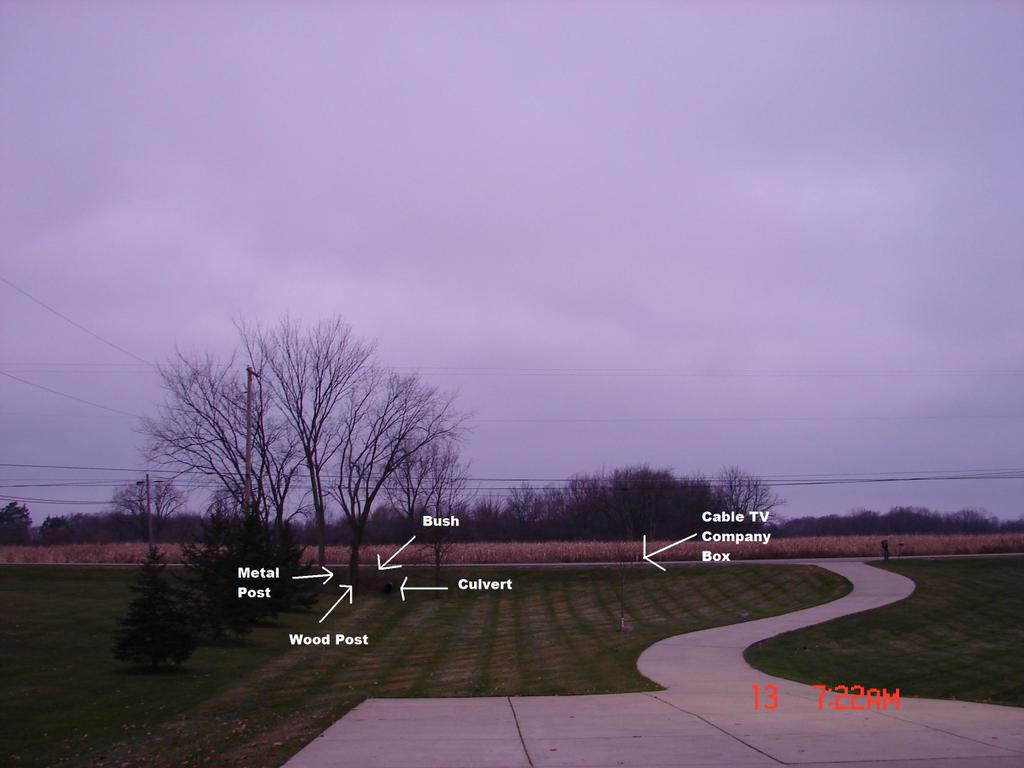 Bush
Cable TV
Company
Box
Metal
Post
Culvert
Wood Post
13 7:22AM